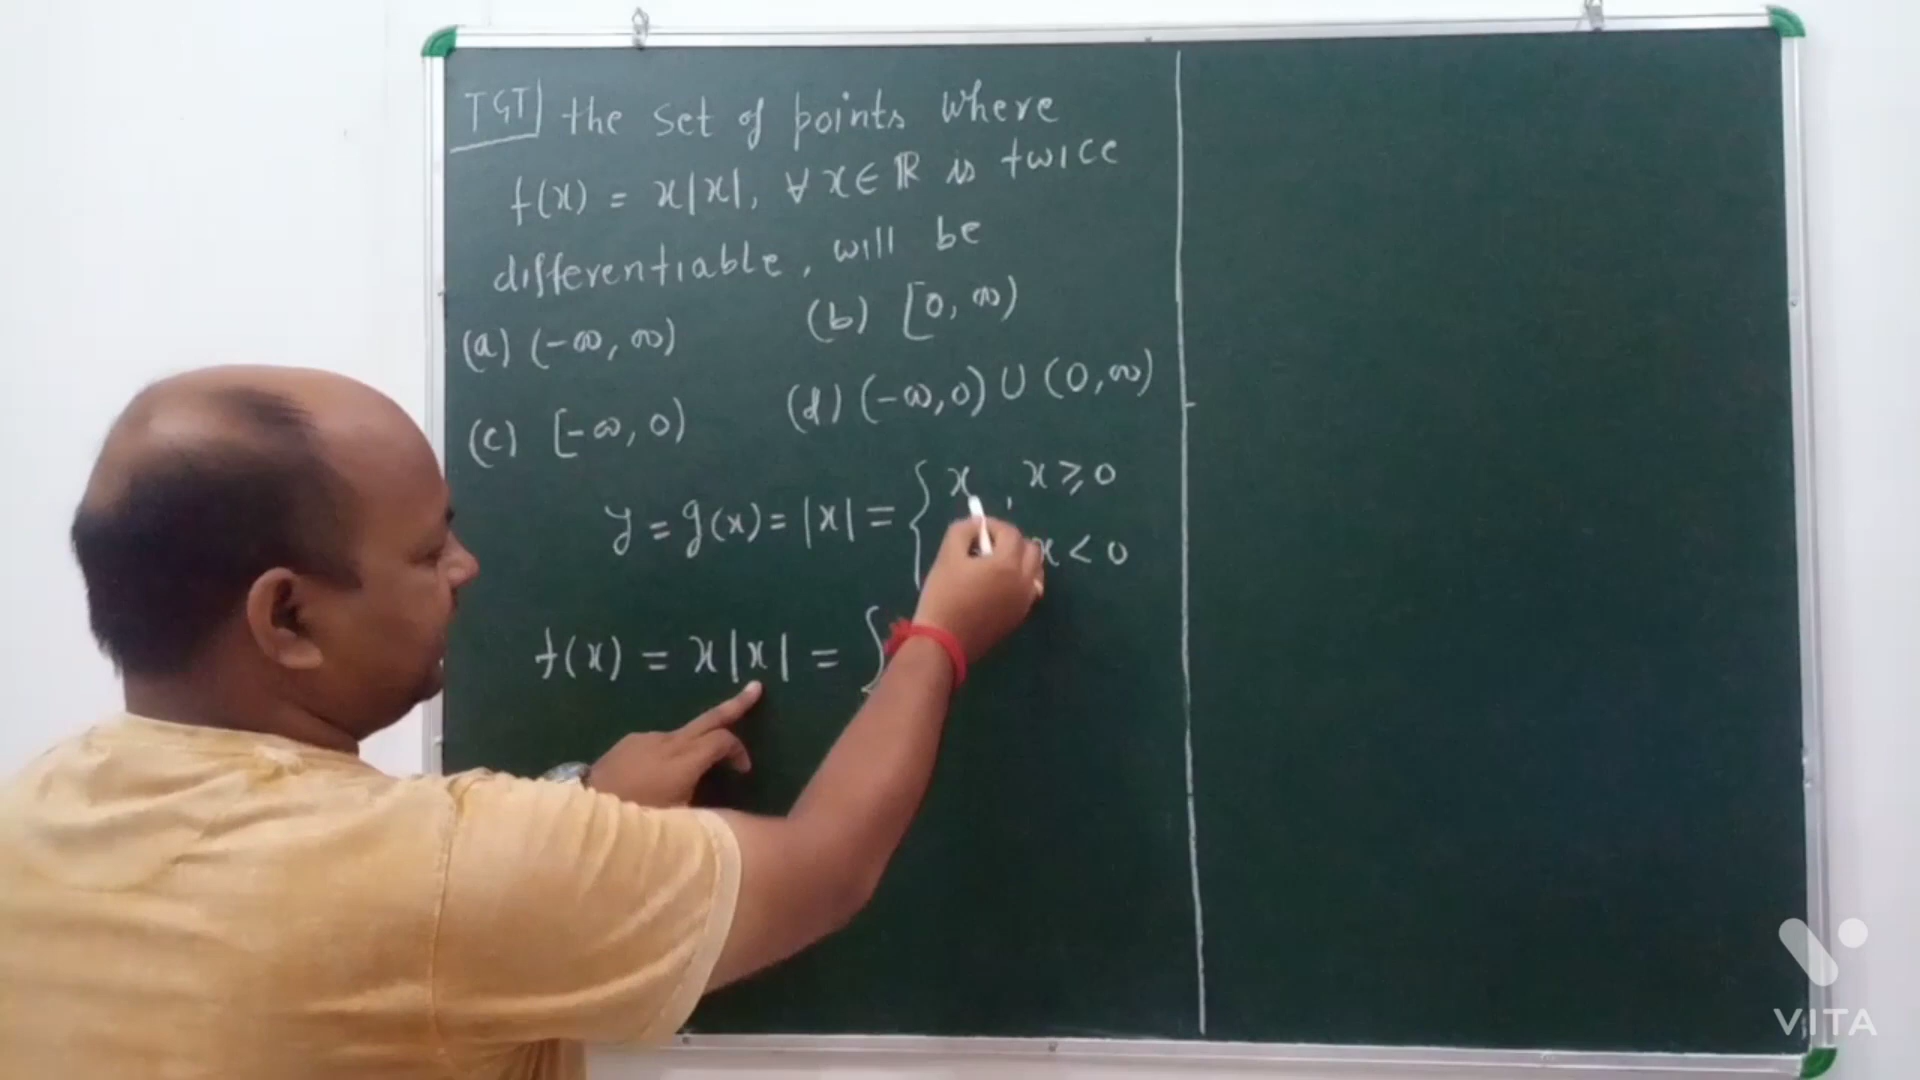 TGT) the set of points where
f(x) = x|x|, ∀ x ∈ ℝ is twice
differentiable, will be
(a) (-∞, ∞) (b) [0, ∞)
(c) [-∞, 0) (d) (-∞, 0) ∪ (0, ∞)
y = g(x) = |x| = { x, x ≥ 0
x < 0
f(x) = x|x| = {
VITA